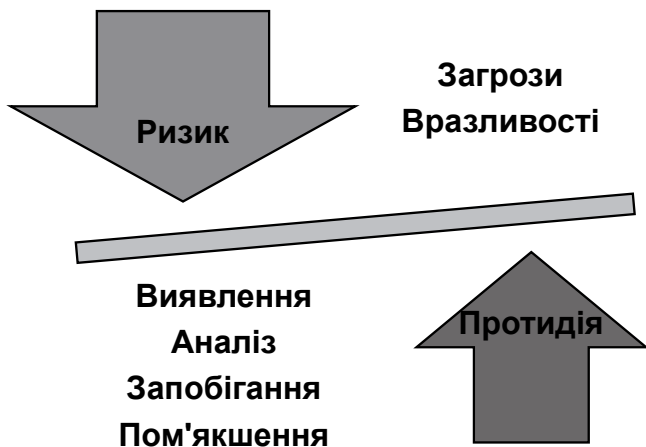 Ризик
Загрози
Вразливості
Виявлення
Аналіз
Запобігання
Пом'якшення
Протидія